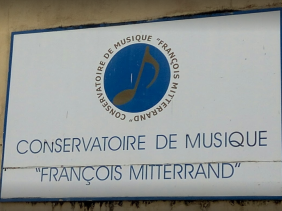 CONSERVATOIRE DE MUSIQUE "FRANÇOIS MITTERRAND"
CONSERVATOIRE DE MUSIQUE
"FRANÇOIS MITTERRAND"